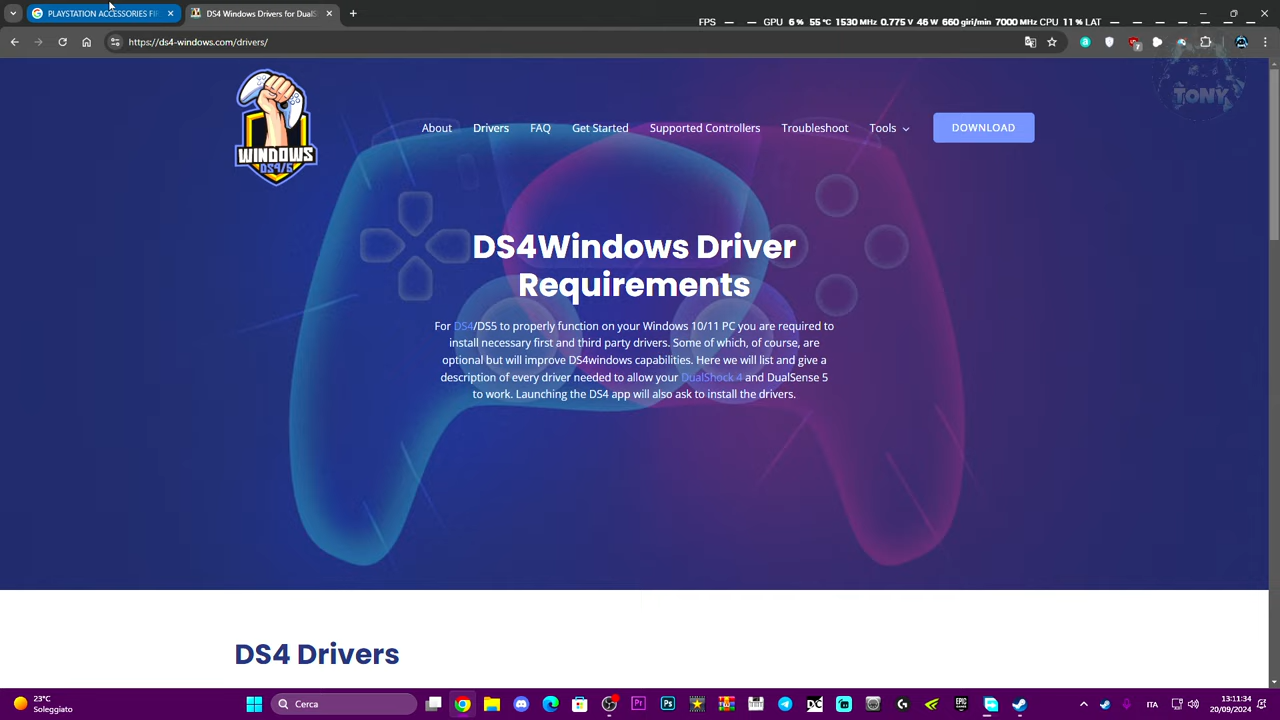 PLAYSTATION ACCESSORIES FI
DS4 Windows Drivers for DualS
FPS — — GPU 6 % 55 °C 1530 MHz 0.775 V 46 W 660 giri/min 7000 MHz CPU 11 % LAT — — — — —
https://ds4-windows.com/drivers/
7
TONY
WINDOWS
DS4/5
About Drivers FAQ Get Started Supported Controllers Troubleshoot Tools DOWNLOAD
DS4Windows Driver
Requirements
For DS4/DS5 to properly function on your Windows 10/11 PC you are required to
install necessary first and third party drivers. Some of which, of course, are
optional but will improve DS4windows capabilities. Here we will list and give a
description of every driver needed to allow your DualShock 4 and DualSense 5
to work. Launching the DS4 app will also ask to install the drivers.
DS4 Drivers
23°C
Soleggiato
Cerca
Pr
Ps
DC
G
EPIC
ITA
13:11:34
20/09/2024